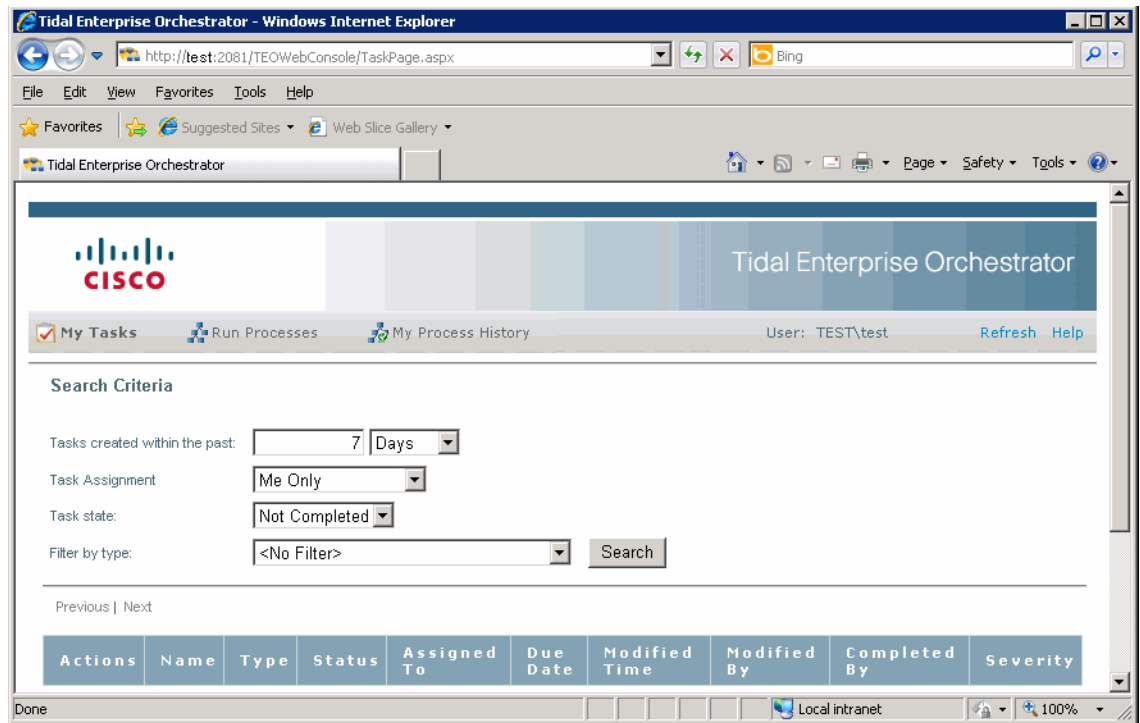 Tidal Enterprise Orchestrator - Windows Internet Explorer
http://test:2081/TEOWebConsole/TaskPage.aspx
Bing
File Edit View Favorites Tools Help
Favorites Suggested Sites Web Slice Gallery
Tidal Enterprise Orchestrator Page Safety Tools
CISCO
Tidal Enterprise Orchestrator
My Tasks Run Processes My Process History User: TEST\test Refresh Help
Search Criteria
Tasks created within the past: 7 Days
Task Assignment Me Only
Task state: Not Completed
Filter by type: <No Filter> Search
Previous | Next
Actions Name Type Status Assigned To Due Date Modified Time Modified By Completed By Severity
Done Local intranet 100%